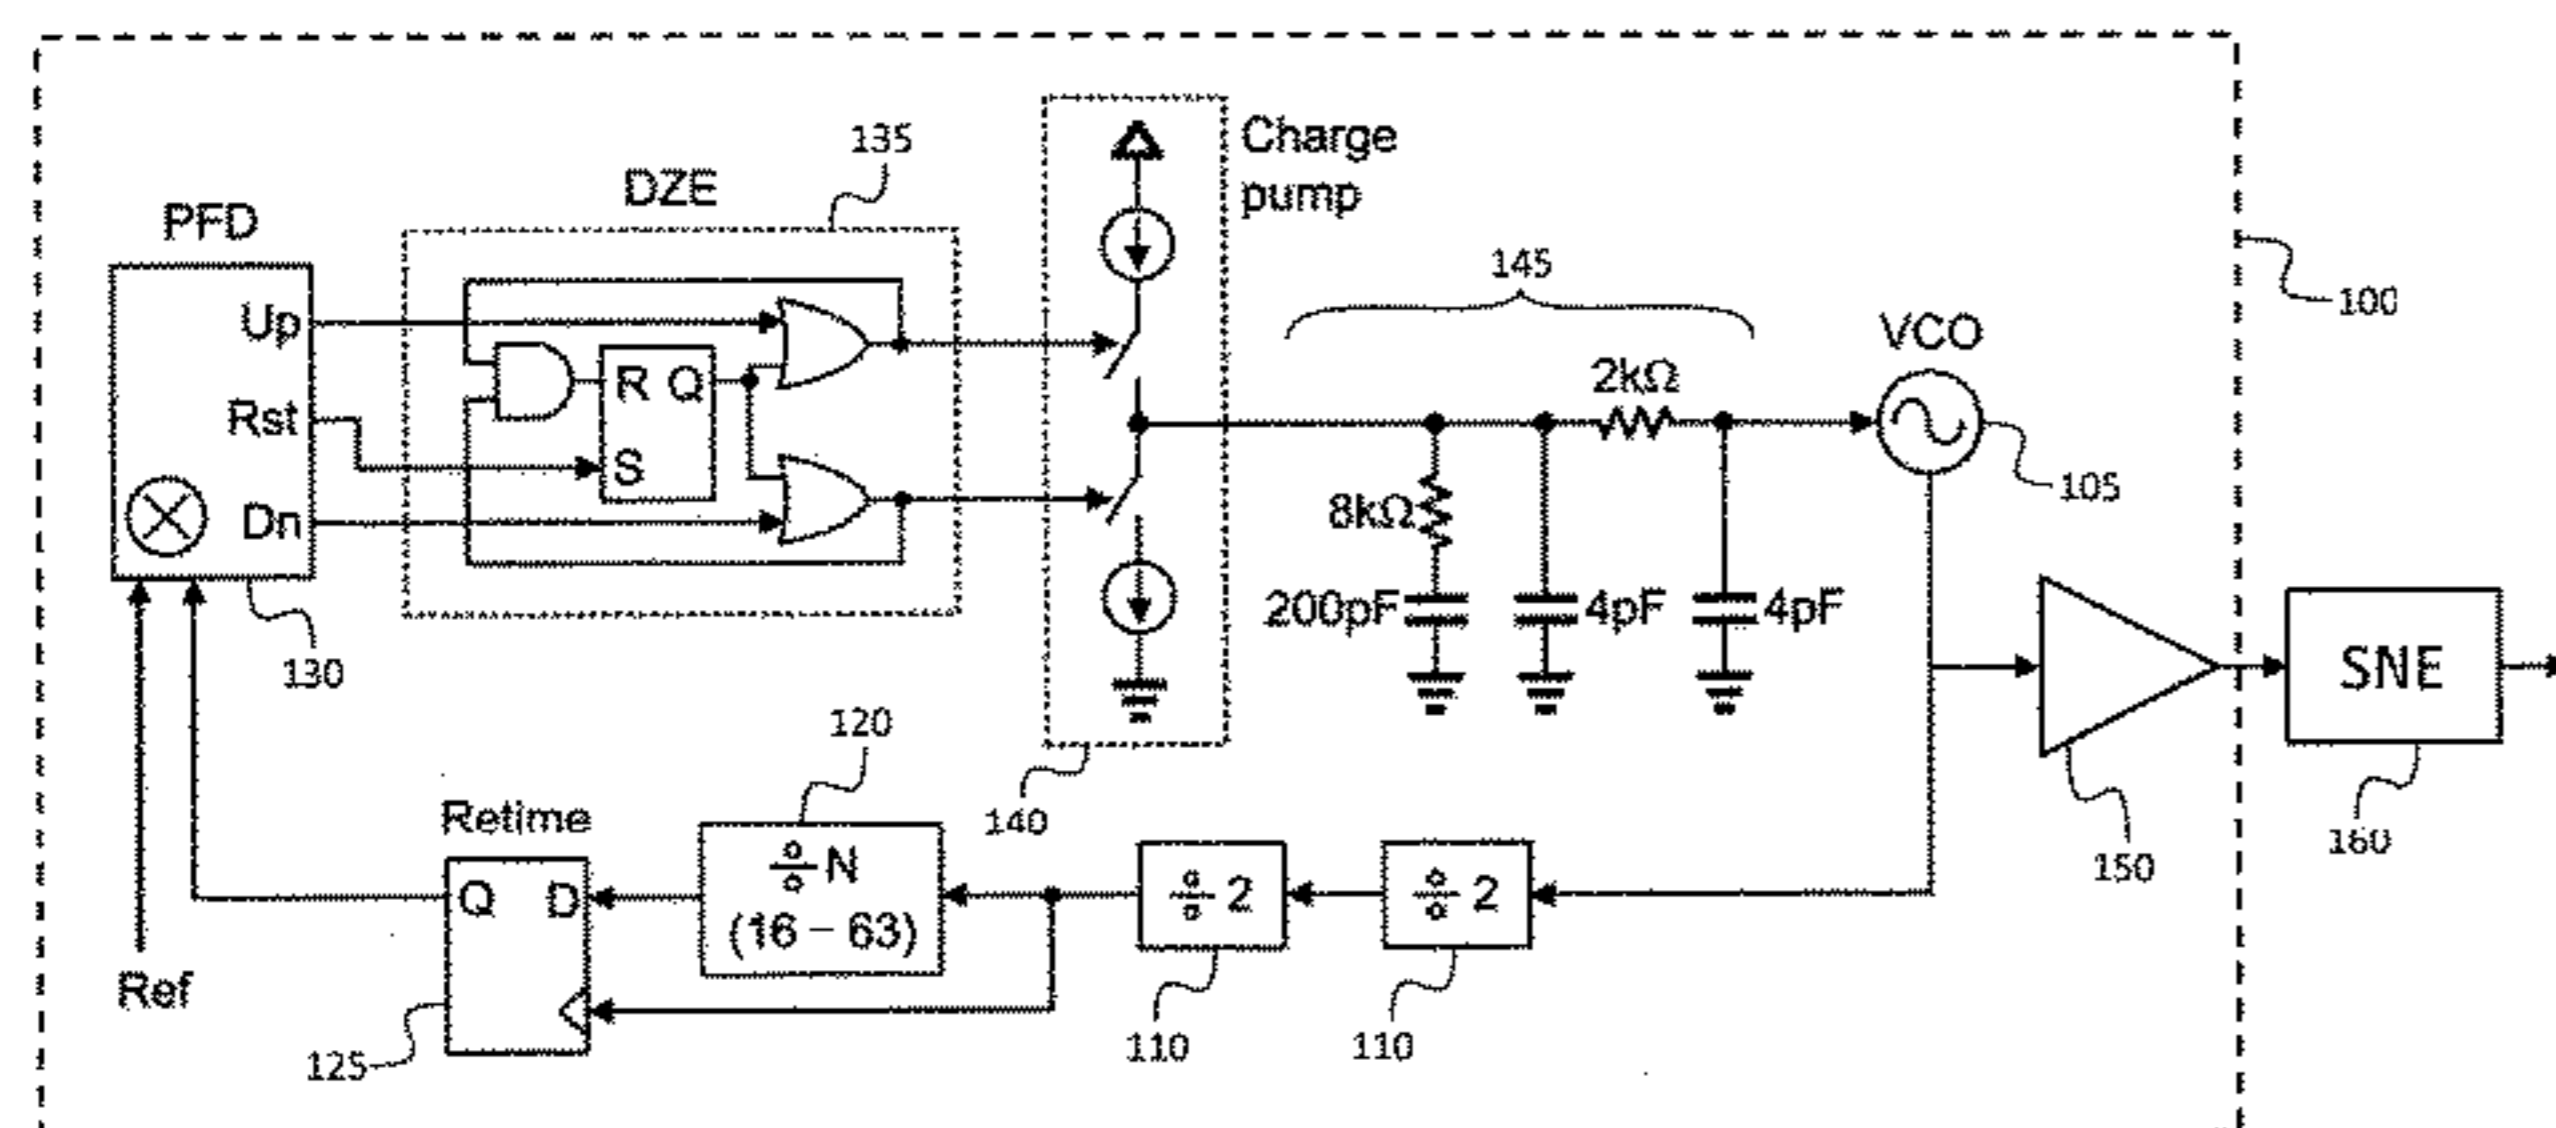 135
Charge
pump
DZE
PFD
145
100
VCO
Up
2kΩ
R Q
Rst
S
105
8kΩ
Dn
200pF
4pF
4pF
130
SNE
120
140
Retime
160
150
÷N
(16 – 63)
÷ 2
÷ 2
Q D
Ref
125
110
110